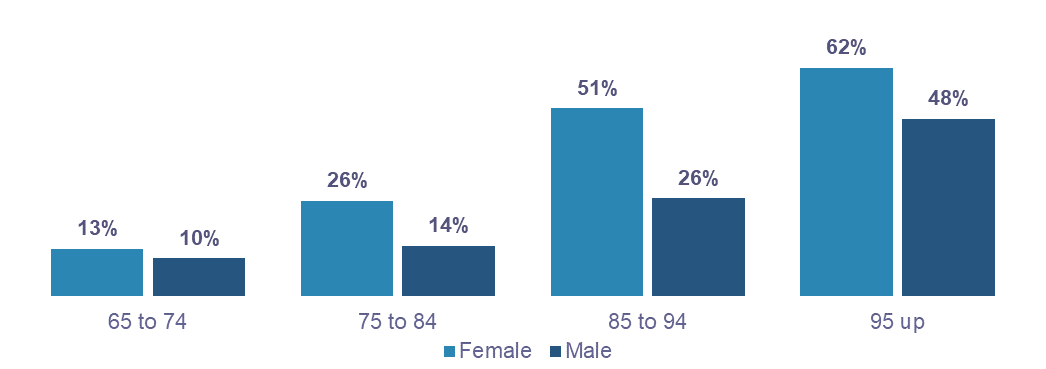 62%
51%
48%
26%
26%
13%
10%
14%
65 to 74
75 to 84
85 to 94
95 up
Female
Male